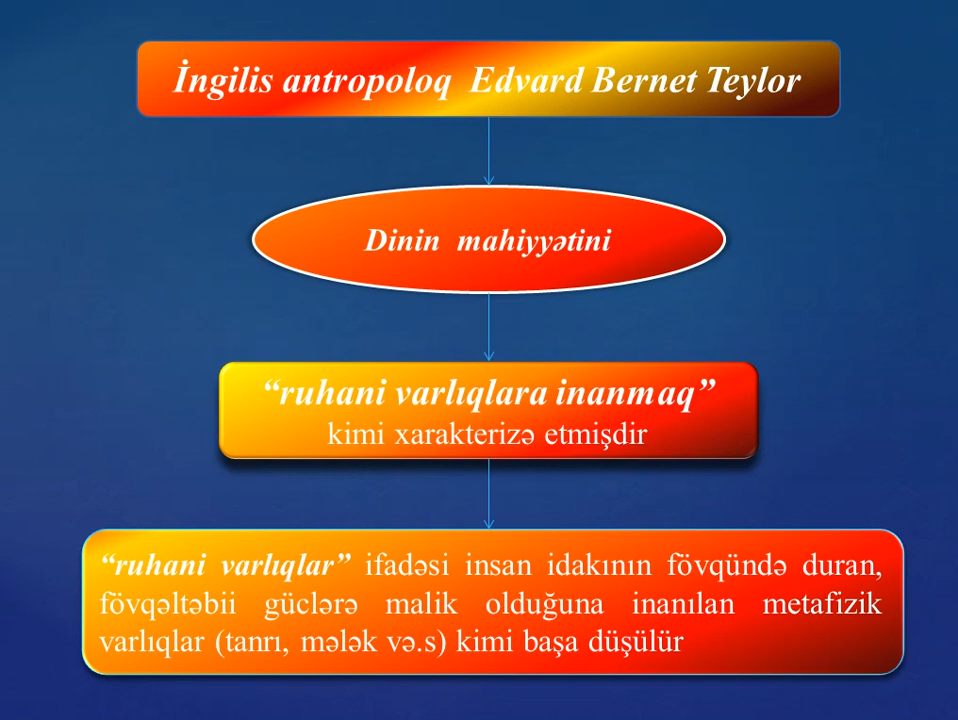 İngilis antropoloq Edvard Bernet Teylor
Dinin mahiyyətini
“ruhani varlıqlara inanmaq”
kimi xarakterizə etmişdir
“ruhani varlıqlar” ifadəsi insan idakının fövqündə duran,
fövqəltəbii güclərə malik olduğuna inanılan metafizik
varlıqlar (tanrı, mələk və.s) kimi başa düşülür